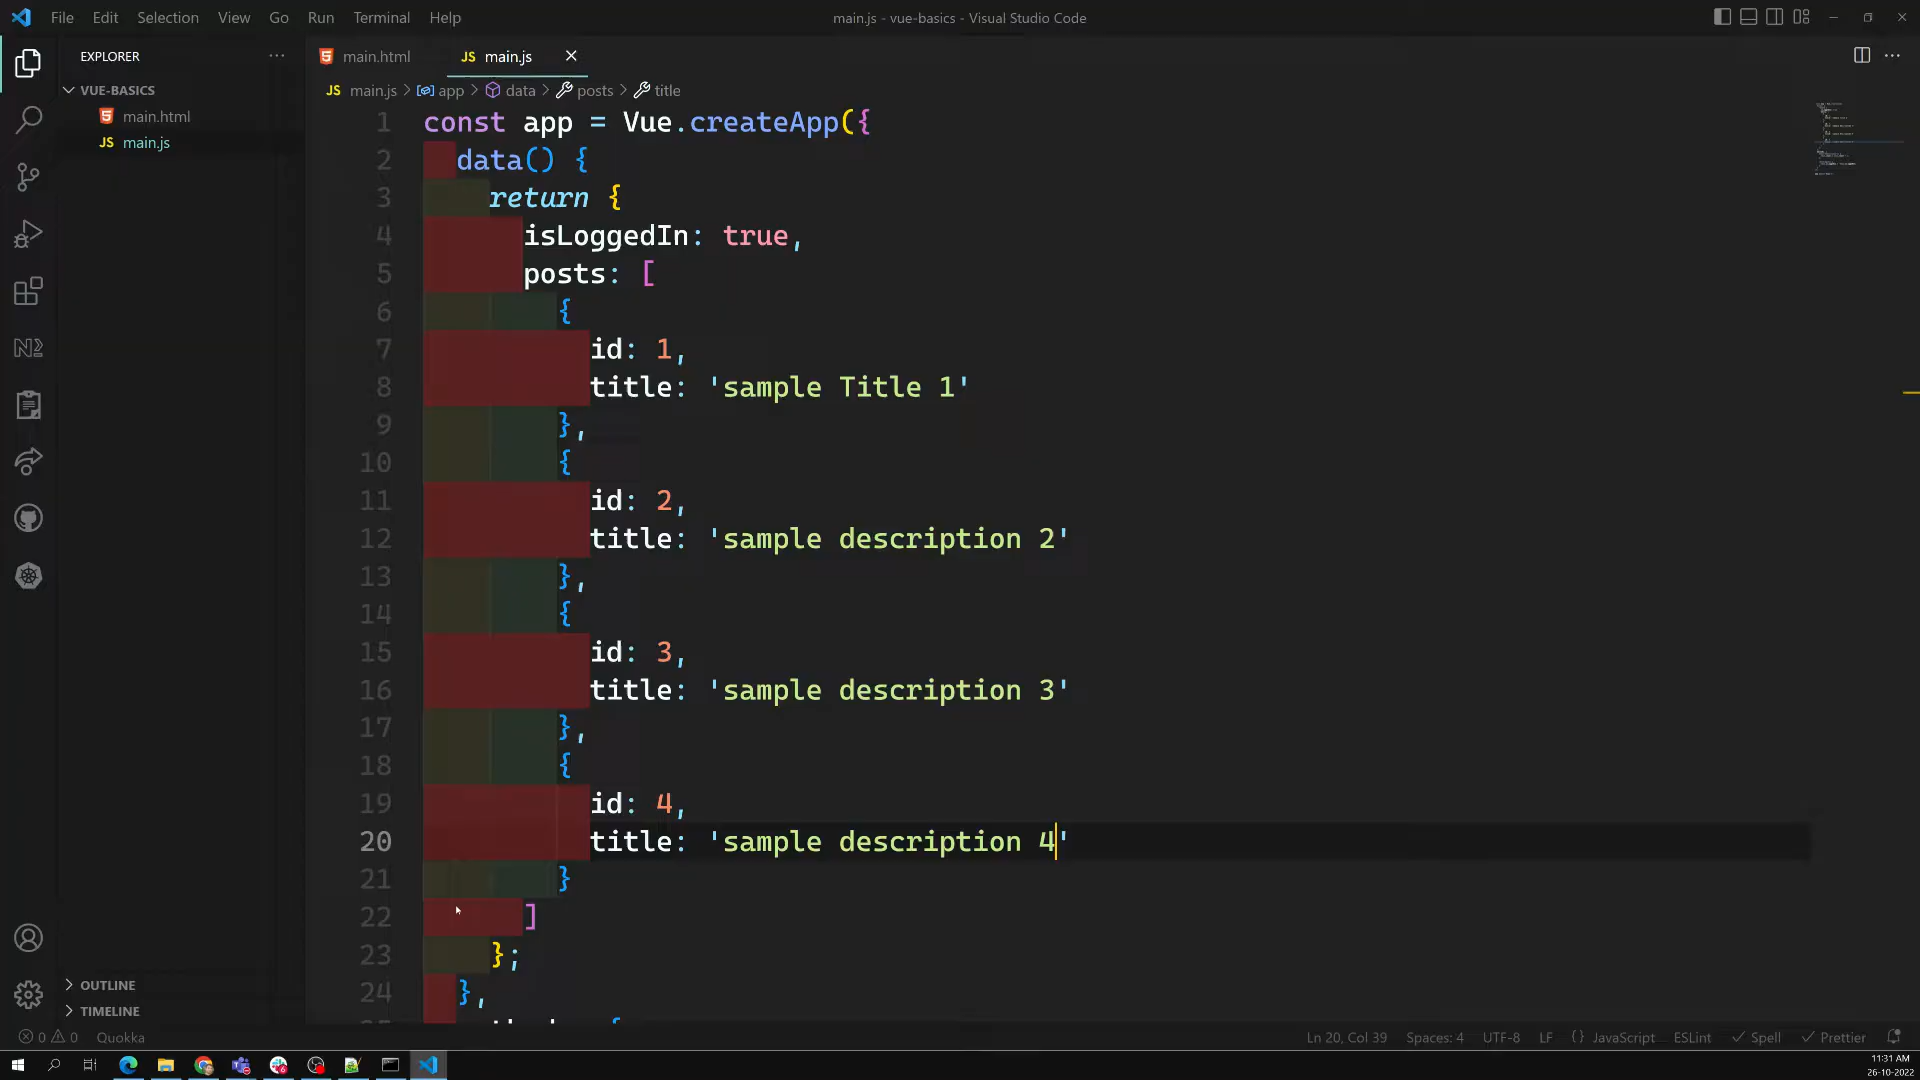 File Edit Selection View Go Run Terminal Help
main.js - vue-basics - Visual Studio Code
EXPLORER
VUE-BASICS
main.html
JS main.js
OUTLINE
TIMELINE
main.html
JS main.js
JS main.js > app > data > posts > title
1 const app = Vue.createApp({
2 data() {
3 return {
4 isLoggedIn: true,
5 posts: [
6 {
7 id: 1,
8 title: 'sample Title 1'
9 },
10 {
11 id: 2,
12 title: 'sample description 2'
13 },
14 {
15 id: 3,
16 title: 'sample description 3'
17 },
18 {
19 id: 4,
20 title: 'sample description 4'
21 }
22 ]
23 };
24 },
0 0 Quokka
Ln 20, Col 39 Spaces: 4 UTF-8 LF {} JavaScript ESLint Spell Prettier
11:31 AM
26-10-2022